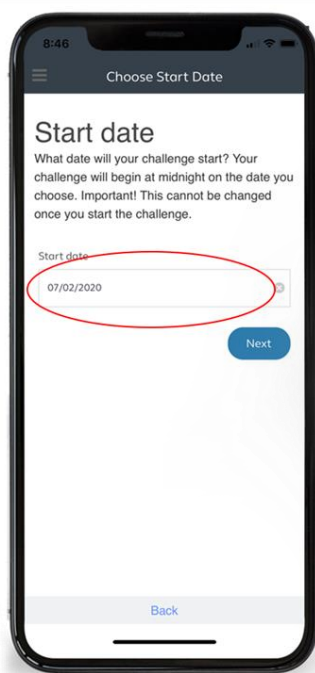 8:46
Choose Start Date
Start date
What date will your challenge start? Your
challenge will begin at midnight on the date you
choose. Important! This cannot be changed
once you start the challenge.
Start date
07/02/2020
Next
Back